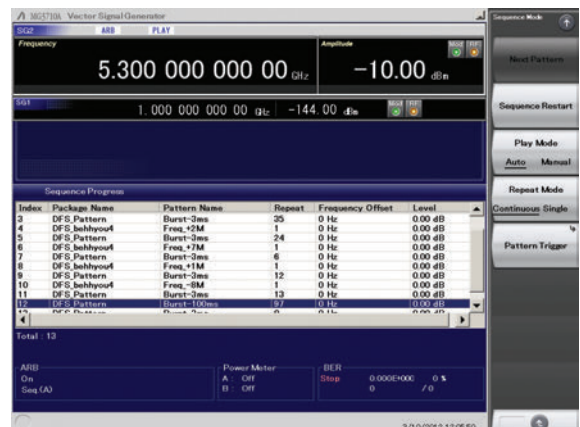 MG3710A Vector Signal Generator
SG2 ARB PLAY
Frequency
5.300 000 000 00 GHz
Amplitude
-10.00 dBm
Mod RF
SG1
1. 000 000 000 00 GHz -144. 00 dBm
Mod RF
Sequence Progress
Index Package Name Pattern Name Repeat Frequency Offset Level
3 DFS_Pattern Burst-3ms 35 0 Hz 0.00 dB
4 DFS_behhyou4 Freq_+2M 1 0 Hz 0.00 dB
5 DFS_Pattern Burst-3ms 24 0 Hz 0.00 dB
6 DFS_behhyou4 Freq_+7M 1 0 Hz 0.00 dB
7 DFS_Pattern Burst-3ms 6 0 Hz 0.00 dB
8 DFS_behhyou4 Freq_+1M 1 0 Hz 0.00 dB
9 DFS_Pattern Burst-3ms 12 0 Hz 0.00 dB
10 DFS_behhyou4 Freq_-8M 1 0 Hz 0.00 dB
11 DFS_Pattern Burst-3ms 13 0 Hz 0.00 dB
12 DFS_Pattern Burst-100ms 97 0 Hz 0.00 dB
Total : 13
ARB
On
Seq.(A)
Power Meter
A : Off
B : Off
BER
Stop 0.000E+000 0 %
0 / 0
Sequence Mode
Next Pattern
Sequence Restart
Play Mode
Auto Manual
Repeat Mode
Continuous Single
Pattern Trigger